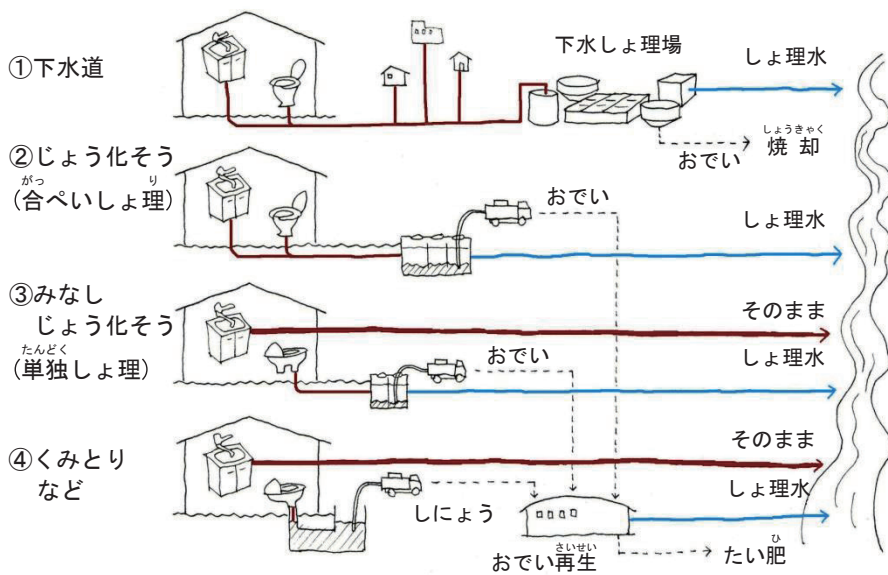 ①下水道
下水しょ理場
しょ理水
しょうきゃく
焼却
おでい
②じょう化そう
がっ り
(合ぺいしょ理)
おでい
しょ理水
③みなし
じょう化そう
たんどく
(単独しょ理)
そのまま
しょ理水
おでい
④くみとり
など
そのまま
しょ理水
しにょう
さいせい
おでい再生
ひ
たい肥